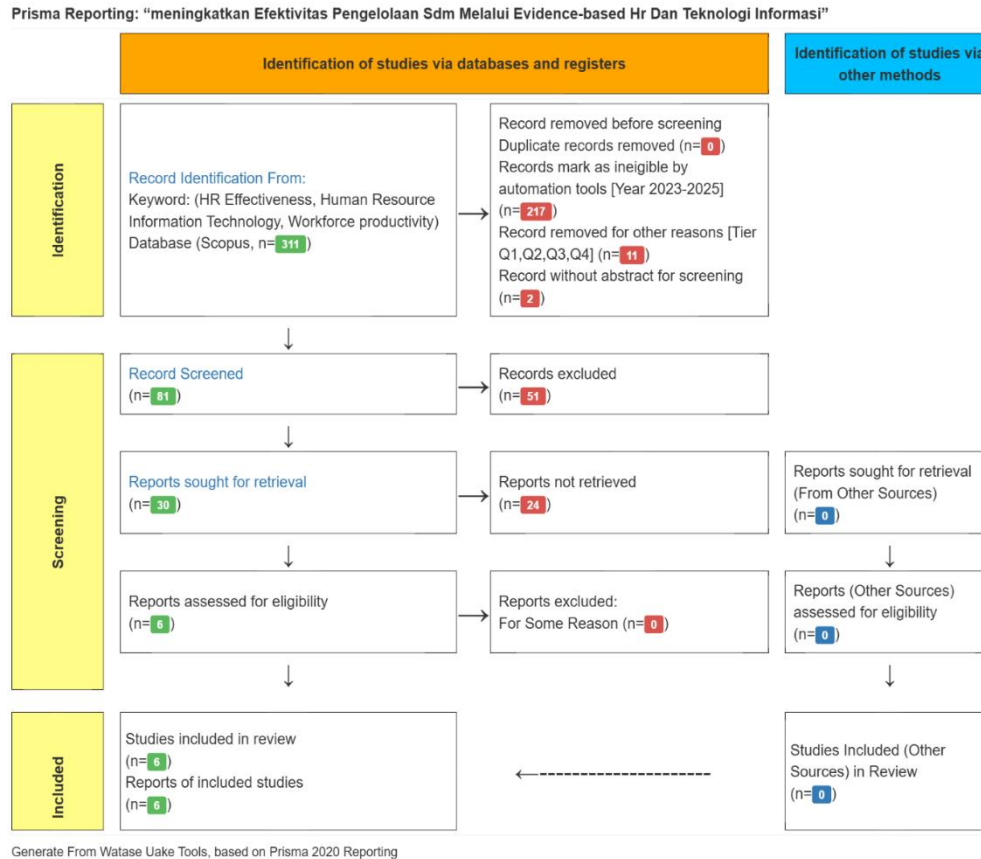 Prisma Reporting: “meningkatkan Efektivitas Pengelolaan Sdm Melalui Evidence-based Hr Dan Teknologi Informasi”
Identification of studies via databases and registers
Identification of studies via
other methods
Identification
Record Identification From:
Keyword: (HR Effectiveness, Human Resource
Information Technology, Workforce productivity)
Database (Scopus, n=311)
Record removed before screening
Duplicate records removed (n=0)
Records mark as ineigible by
automation tools [Year 2023-2025]
(n=217)
Record removed for other reasons [Tier
Q1,Q2,Q3,Q4] (n=11)
Record without abstract for screening
(n=2)
Screening
Record Screened
(n=81)
Records excluded
(n=51)
Reports sought for retrieval
(n=30)
Reports not retrieved
(n=24)
Reports sought for retrieval
(From Other Sources)
(n=0)
Reports assessed for eligibility
(n=6)
Reports excluded:
For Some Reason (n=0)
Reports (Other Sources)
assessed for eligibility
(n=0)
Included
Studies included in review
(n=6)
Reports of included studies
(n=6)
Studies Included (Other
Sources) in Review
(n=0)
Generate From Watase Uake Tools, based on Prisma 2020 Reporting